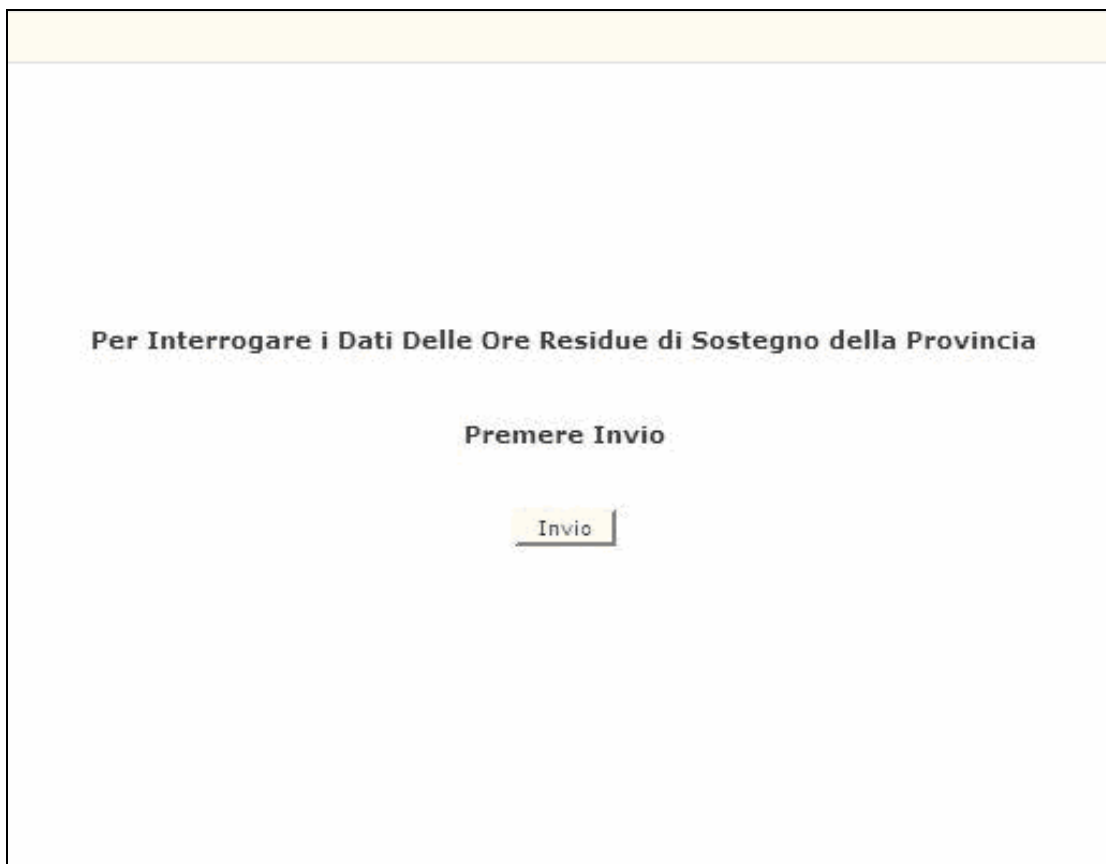 Per Interrogare i Dati Delle Ore Residue di Sostegno della Provincia
Premere Invio
Invio